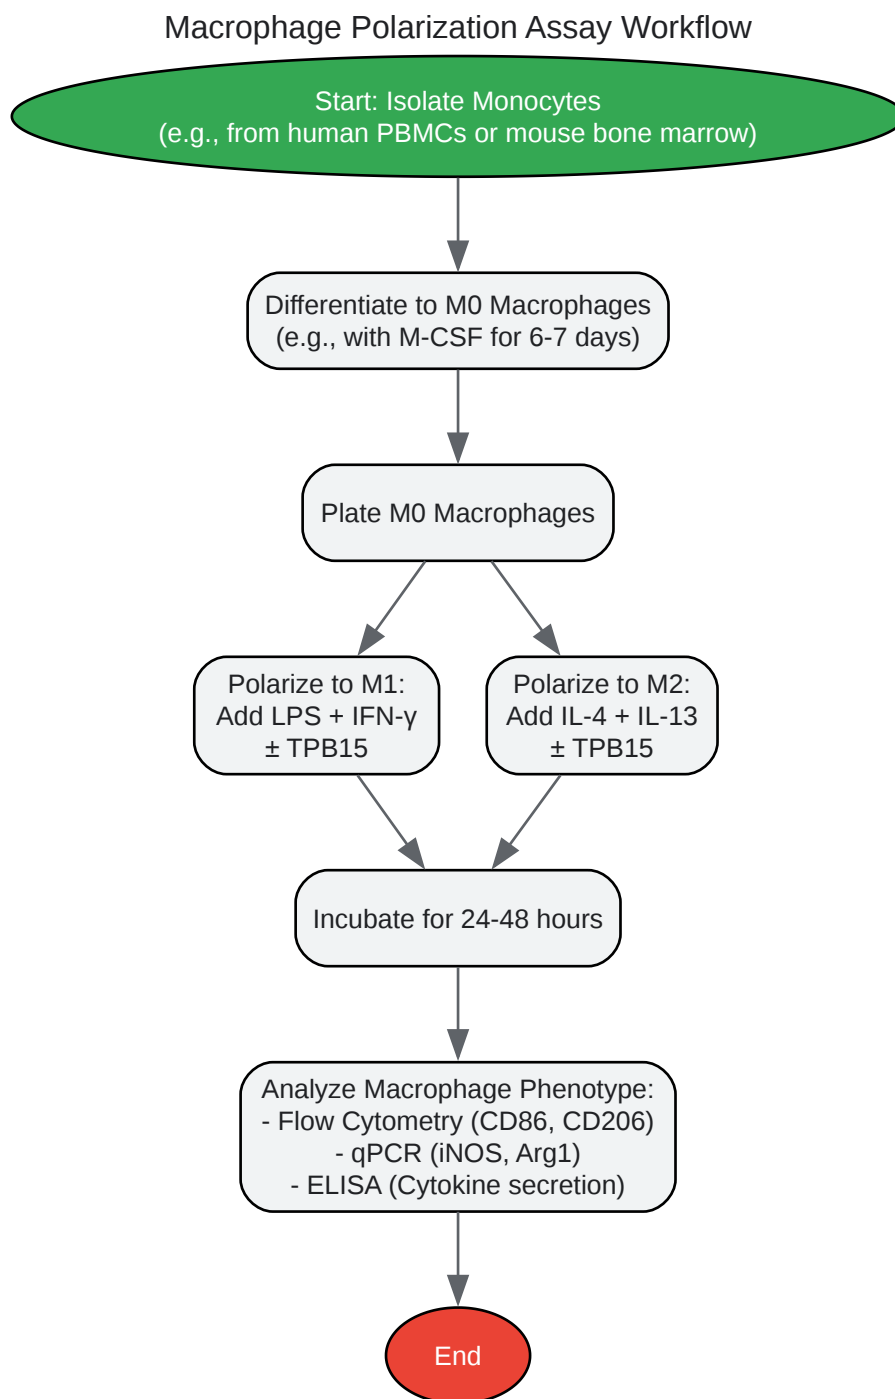 Macrophage Polarization Assay Workflow
Start: Isolate Monocytes
(e.g., from human PBMCs or mouse bone marrow)
Differentiate to M0 Macrophages
(e.g., with M-CSF for 6-7 days)
Plate M0 Macrophages
Polarize to M1:
Add LPS + IFN-γ
± TPB15
Polarize to M2:
Add IL-4 + IL-13
± TPB15
Incubate for 24-48 hours
Analyze Macrophage Phenotype:
- Flow Cytometry (CD86, CD206)
- qPCR (iNOS, Arg1)
- ELISA (Cytokine secretion)
End